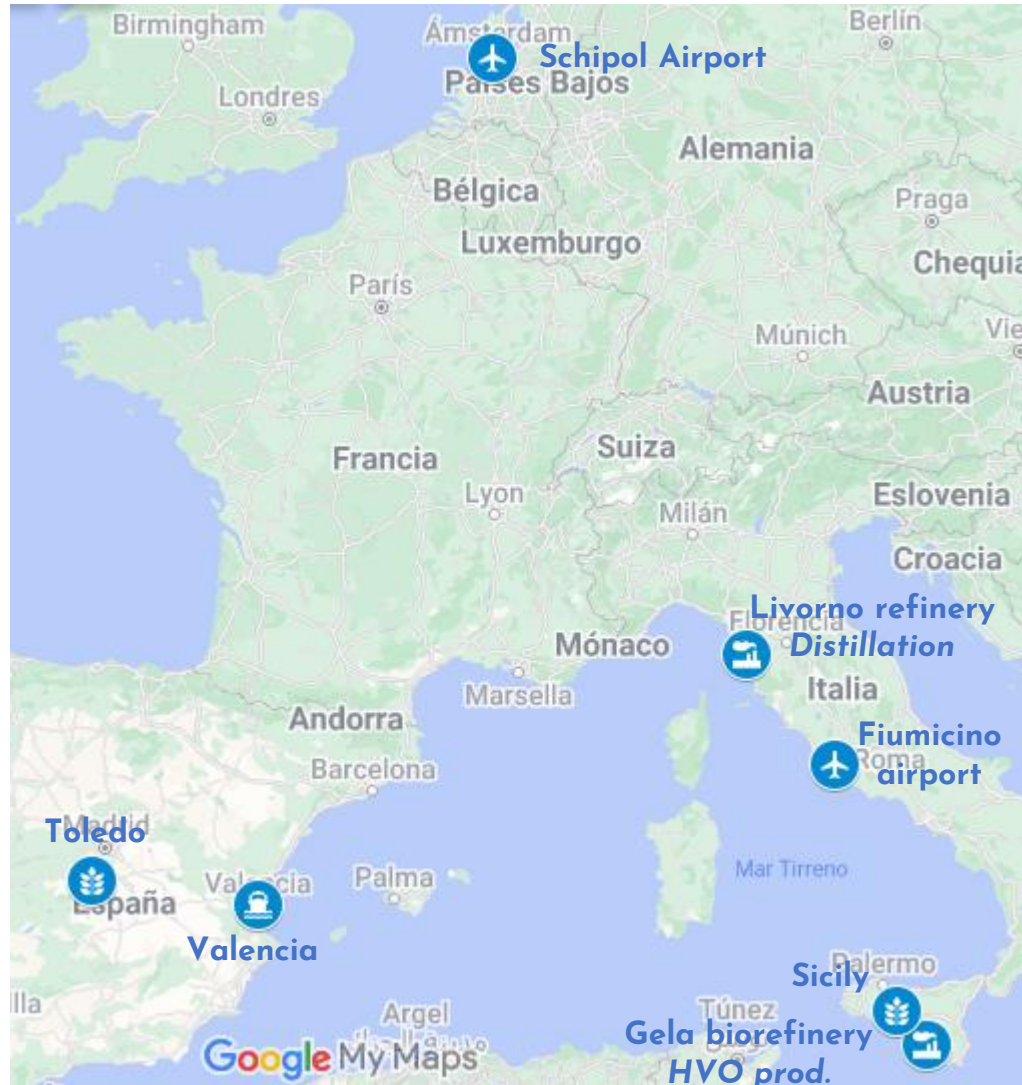 Birmingham
Ámsterdam
Berlín
Schipol Airport
Países Bajos
Londres
Alemania
Bélgica
Praga
Luxemburgo
Chequia
París
Múnich
Vie
Austria
Suiza
Francia
Lyon
Milán
Eslovenia
Croacia
Livorno refinery
Florencia
Distillation
Mónaco
Marsella
Italia
Andorra
Fiumicino
Roma
airport
Barcelona
Madrid
Toledo
Valencia
Palma
Mar Tirreno
España
Valencia
Palermo
Sicily
lla
Argel
Túnez
Gela biorefinery
Google My Maps
HVO prod.